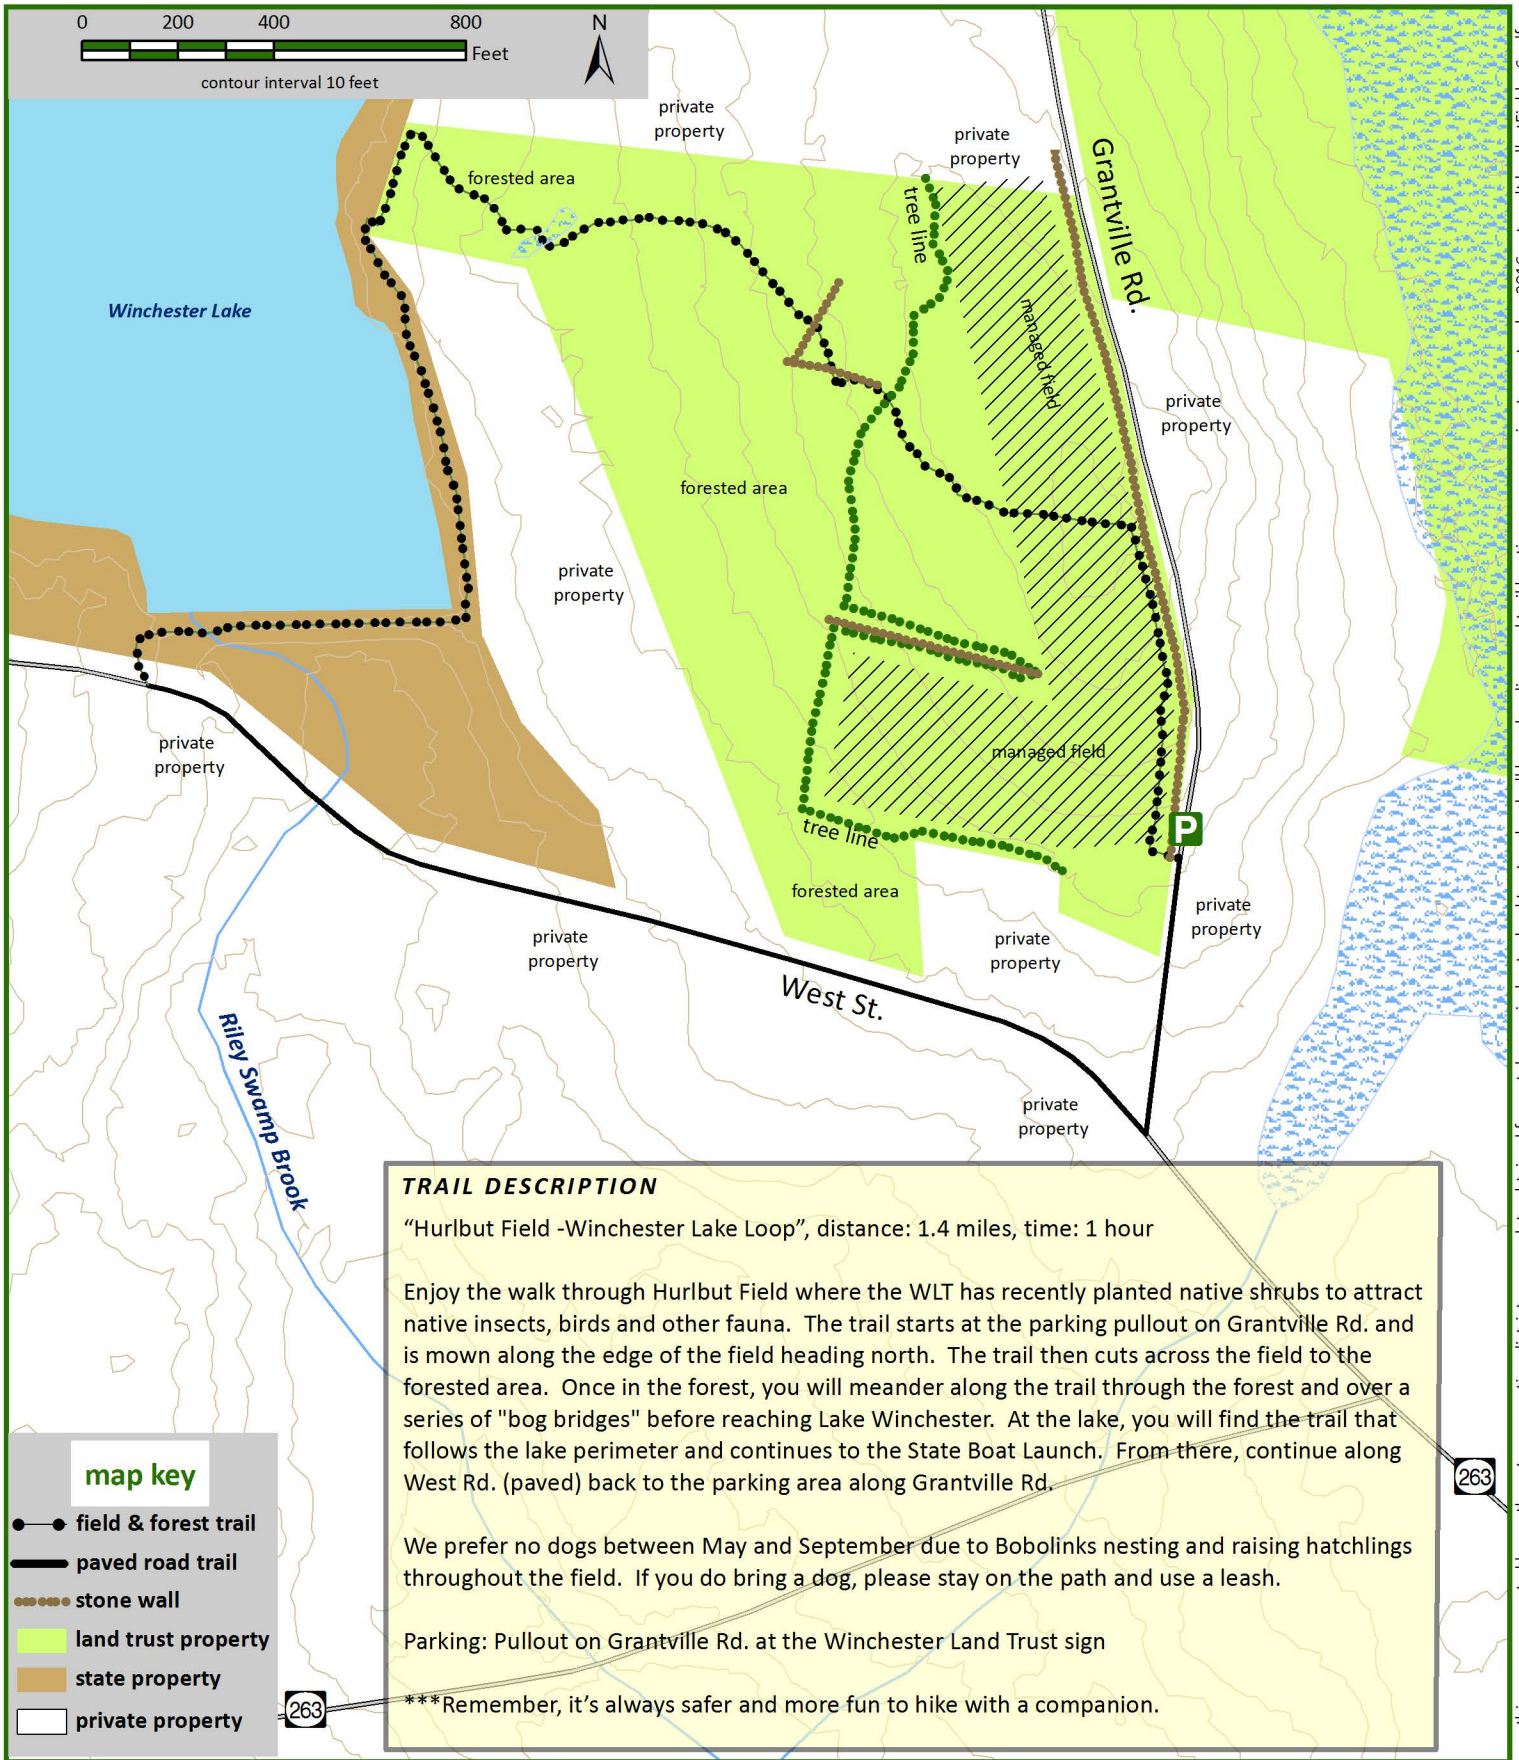 0 200 400 800
Feet
contour interval 10 feet
N
private
property
private
property
Grantville Rd.
forested area
tree line
managed field
Winchester Lake
private
property
forested area
private
property
private
property
managed field
P
tree line
forested area
private
property
private
property
private
property
West St.
Riley Swamp Brook
private
property
TRAIL DESCRIPTION
“Hurlbut Field -Winchester Lake Loop”, distance: 1.4 miles, time: 1 hour
Enjoy the walk through Hurlbut Field where the WLT has recently planted native shrubs to attract
native insects, birds and other fauna. The trail starts at the parking pullout on Grantville Rd. and
is mown along the edge of the field heading north. The trail then cuts across the field to the
forested area. Once in the forest, you will meander along the trail through the forest and over a
series of "bog bridges" before reaching Lake Winchester. At the lake, you will find the trail that
follows the lake perimeter and continues to the State Boat Launch. From there, continue along
West Rd. (paved) back to the parking area along Grantville Rd.
We prefer no dogs between May and September due to Bobolinks nesting and raising hatchlings
throughout the field. If you do bring a dog, please stay on the path and use a leash.
Parking: Pullout on Grantville Rd. at the Winchester Land Trust sign
***Remember, it’s always safer and more fun to hike with a companion.
263
263
map key
field & forest trail
paved road trail
stone wall
land trust property
state property
private property